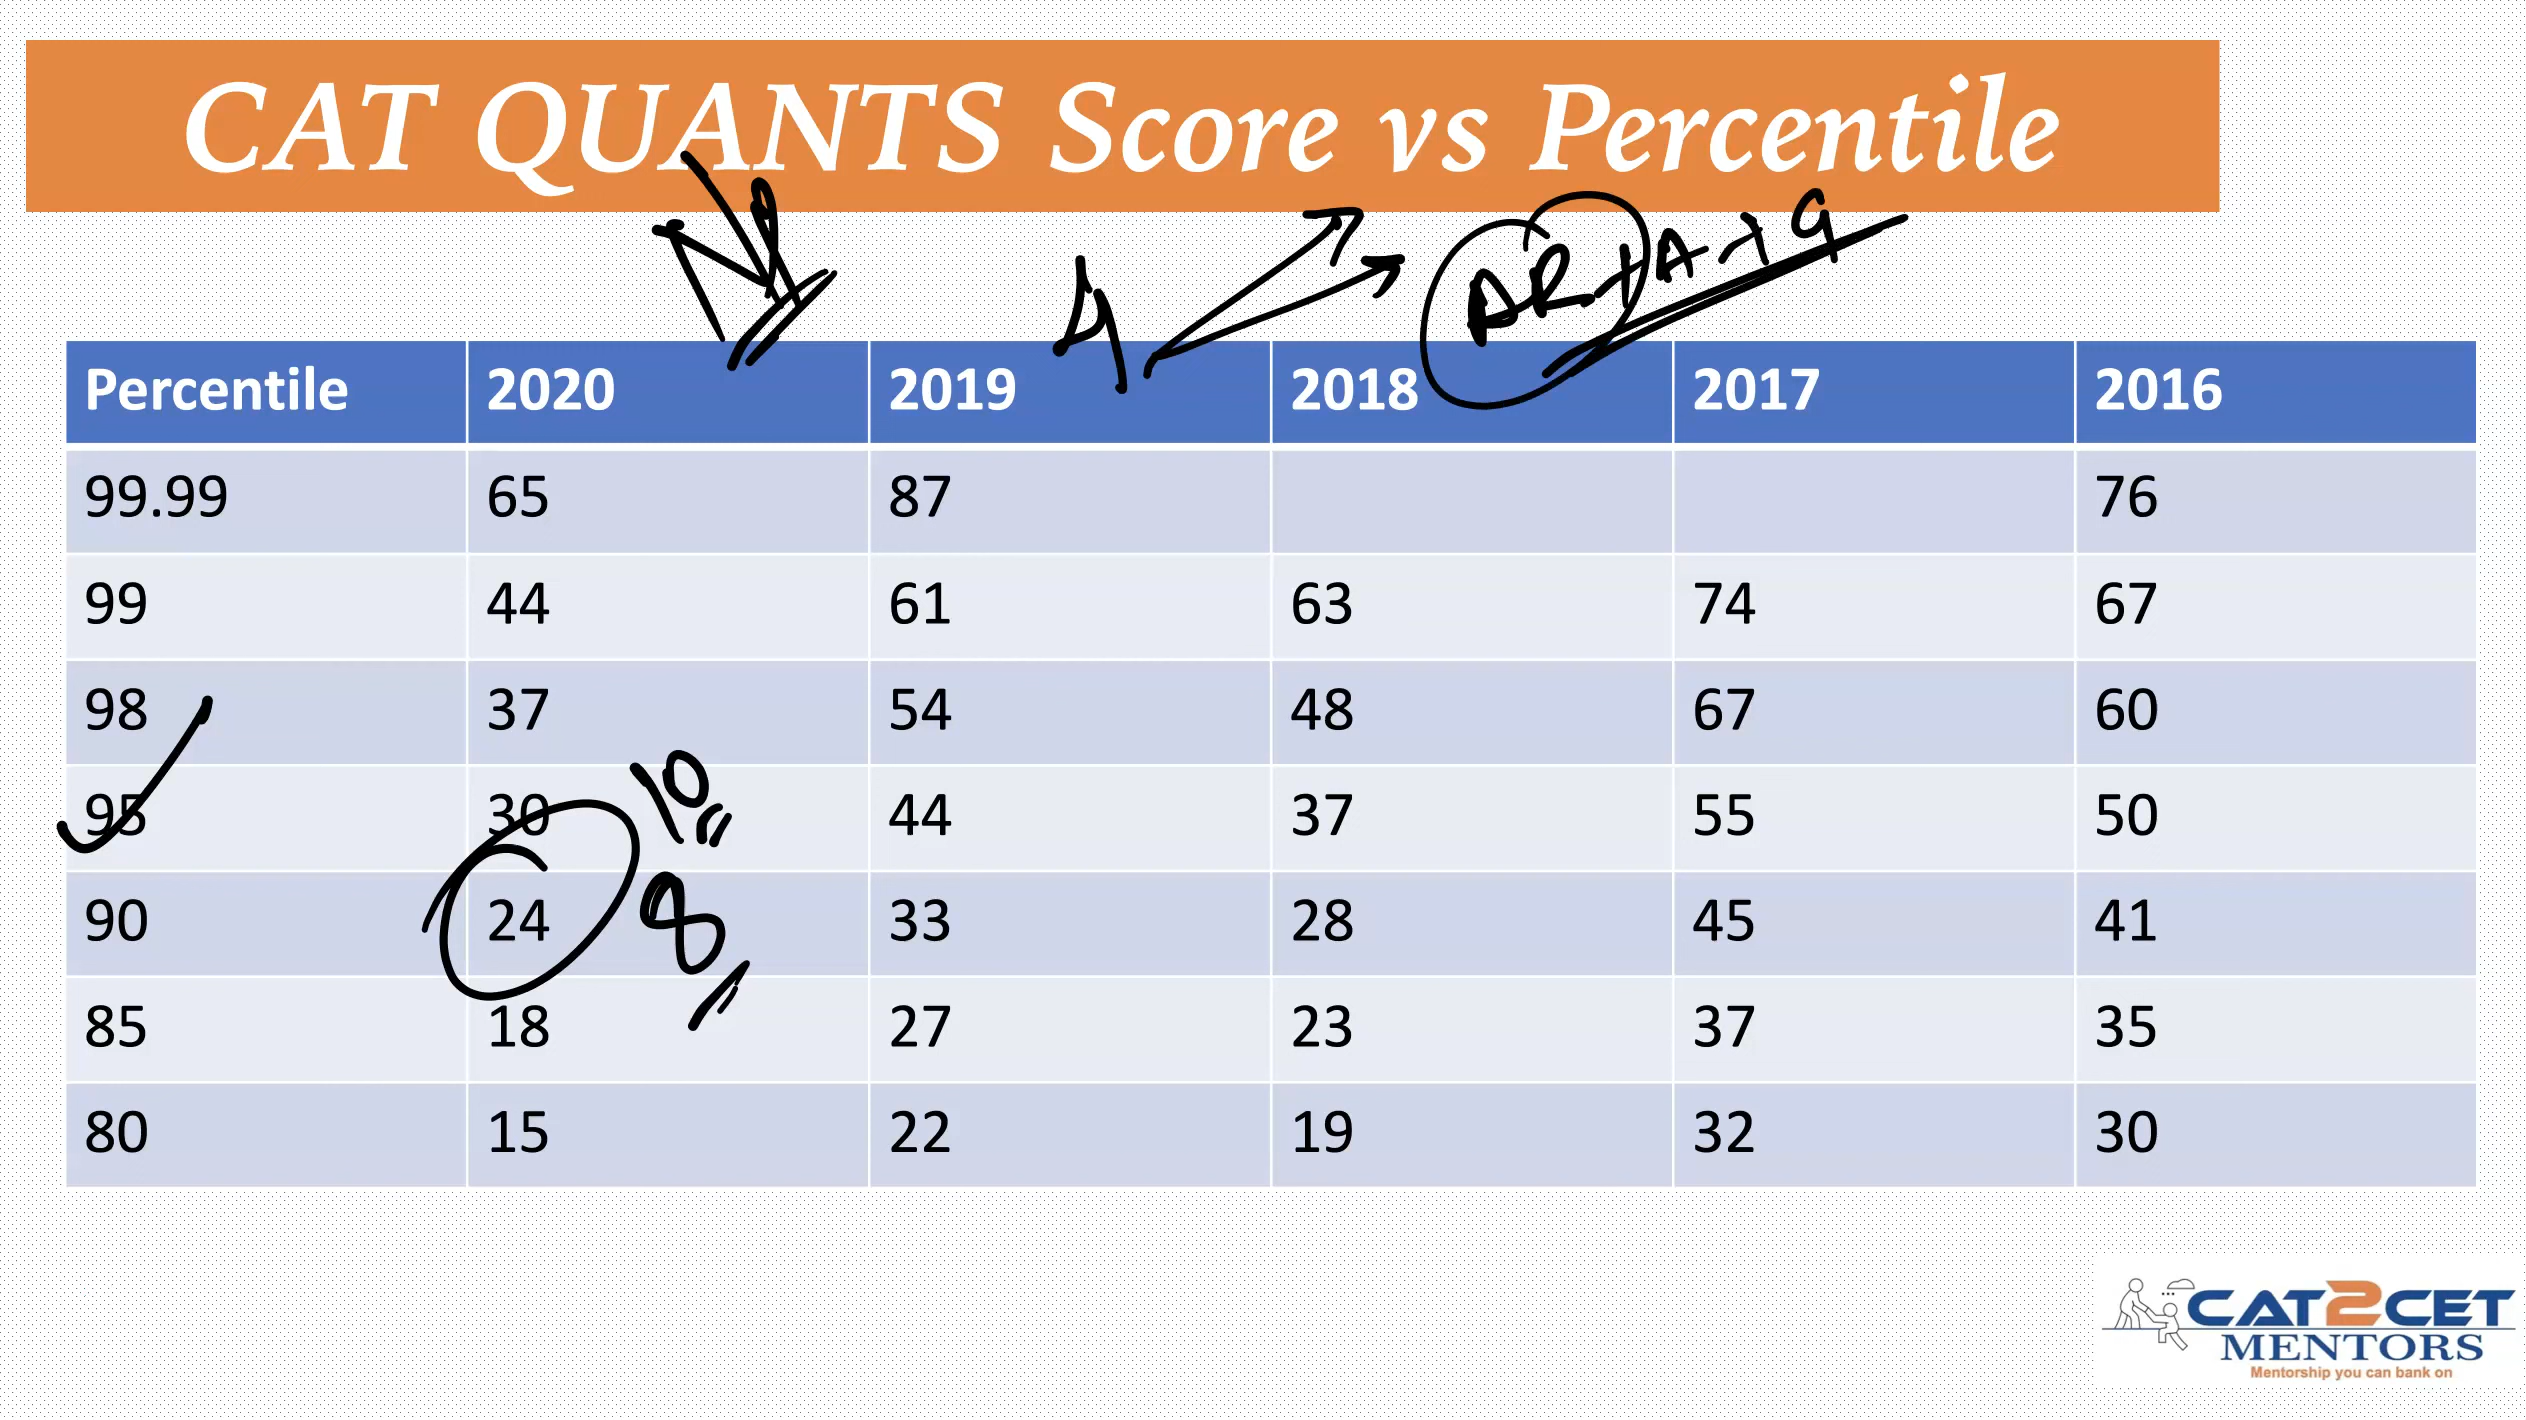 CAT QUANTS Score vs Percentile
AR+A+G
Percentile 2020 2019 2018 2017 2016
99.99 65 87 76
99 44 61 63 74 67
98 37 54 48 67 60
10
95 30 44 37 55 50
90 24 8 33 28 45 41
85 18 27 23 37 35
80 15 22 19 32 30
CAT2CET
MENTORS
Mentorship you can bank on